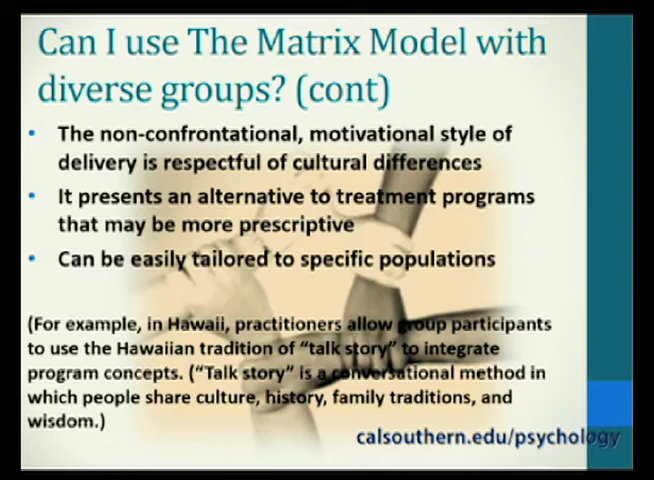 Can I use The Matrix Model with
diverse groups? (cont)
• The non-confrontational, motivational style of
delivery is respectful of cultural differences
• It presents an alternative to treatment programs
that may be more prescriptive
• Can be easily tailored to specific populations
(For example, in Hawaii, practitioners allow group participants
to use the Hawaiian tradition of “talk story” to integrate
program concepts. (“Talk story” is a conversational method in
which people share culture, history, family traditions, and
wisdom.)
calsouthern.edu/psychology